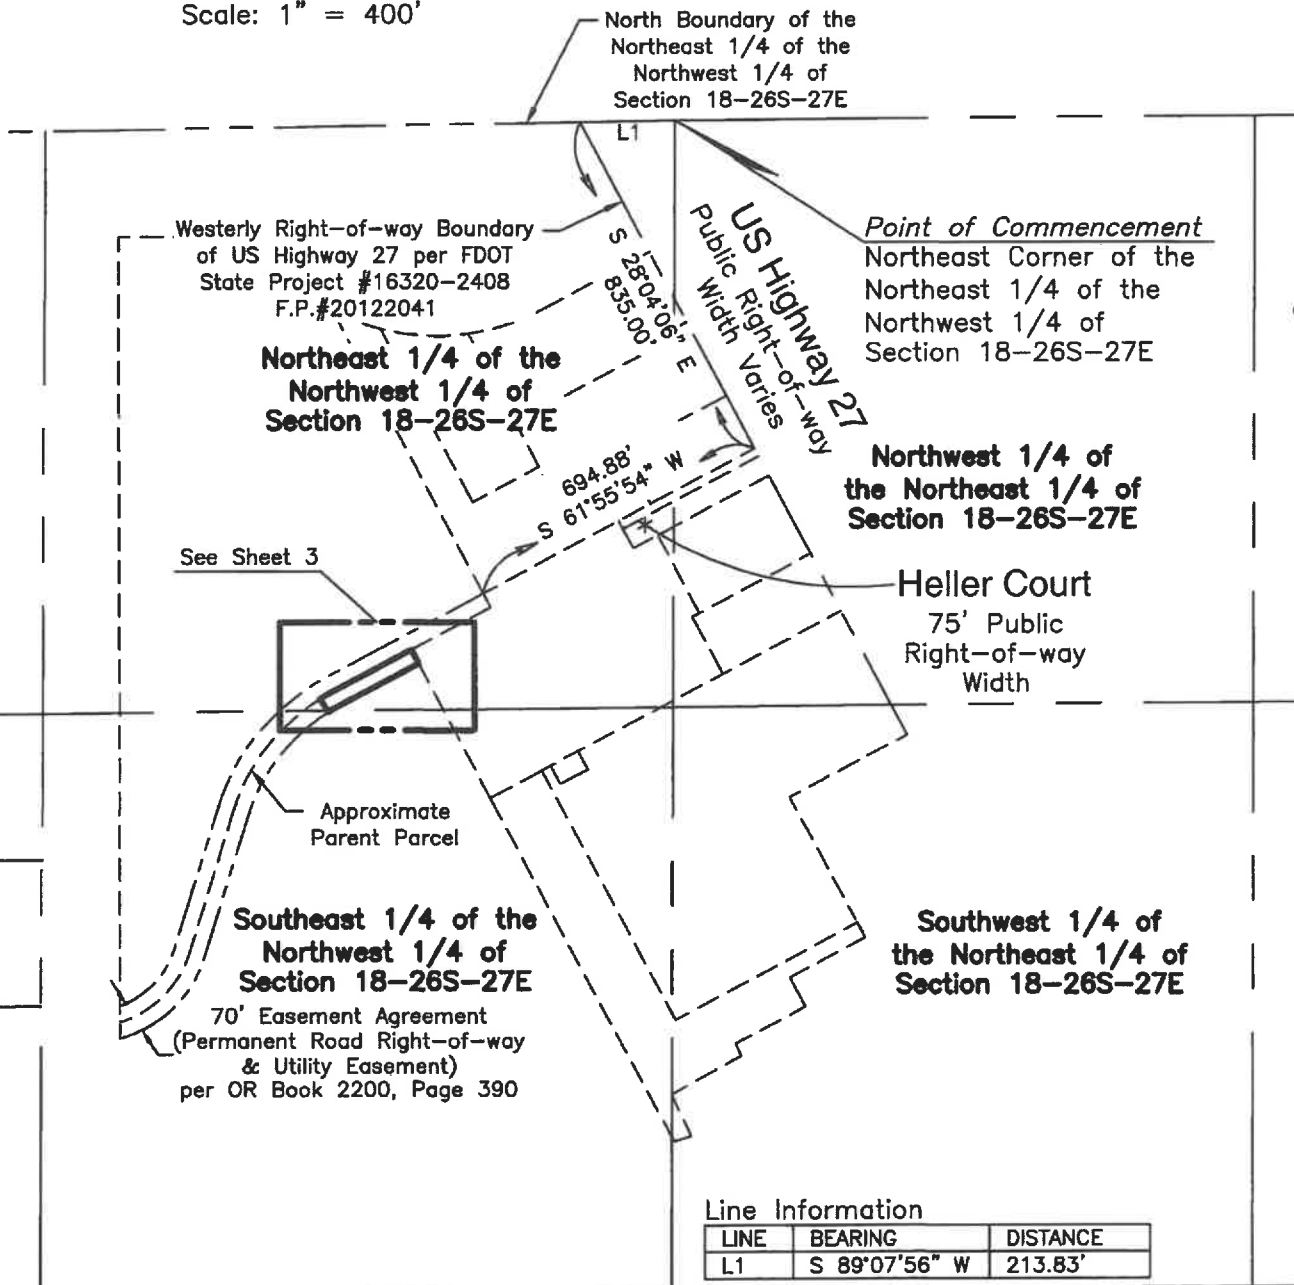 Scale: 1" = 400'
North Boundary of the
Northeast 1/4 of the
Northwest 1/4 of
Section 18-26S-27E
L1
Westerly Right-of-way Boundary
of US Highway 27 per FDOT
State Project #16320-2408
F.P.#20122041
S 28°04'06" E
835.00'
US Highway 27
Public Right-of-way
Width Varies
Point of Commencement
Northeast Corner of the
Northeast 1/4 of the
Northwest 1/4 of
Section 18-26S-27E
Northeast 1/4 of the
Northwest 1/4 of
Section 18-26S-27E
694.88'
S 61°55'54" W
Northwest 1/4 of
the Northeast 1/4 of
Section 18-26S-27E
See Sheet 3
Heller Court
75' Public
Right-of-way
Width
Approximate
Parent Parcel
Southeast 1/4 of the
Northwest 1/4 of
Section 18-26S-27E
70' Easement Agreement
(Permanent Road Right-of-way
& Utility Easement)
per OR Book 2200, Page 390
Southwest 1/4 of
the Northeast 1/4 of
Section 18-26S-27E
Line Information
LINE BEARING DISTANCE
L1 S 89°07'56" W 213.83'